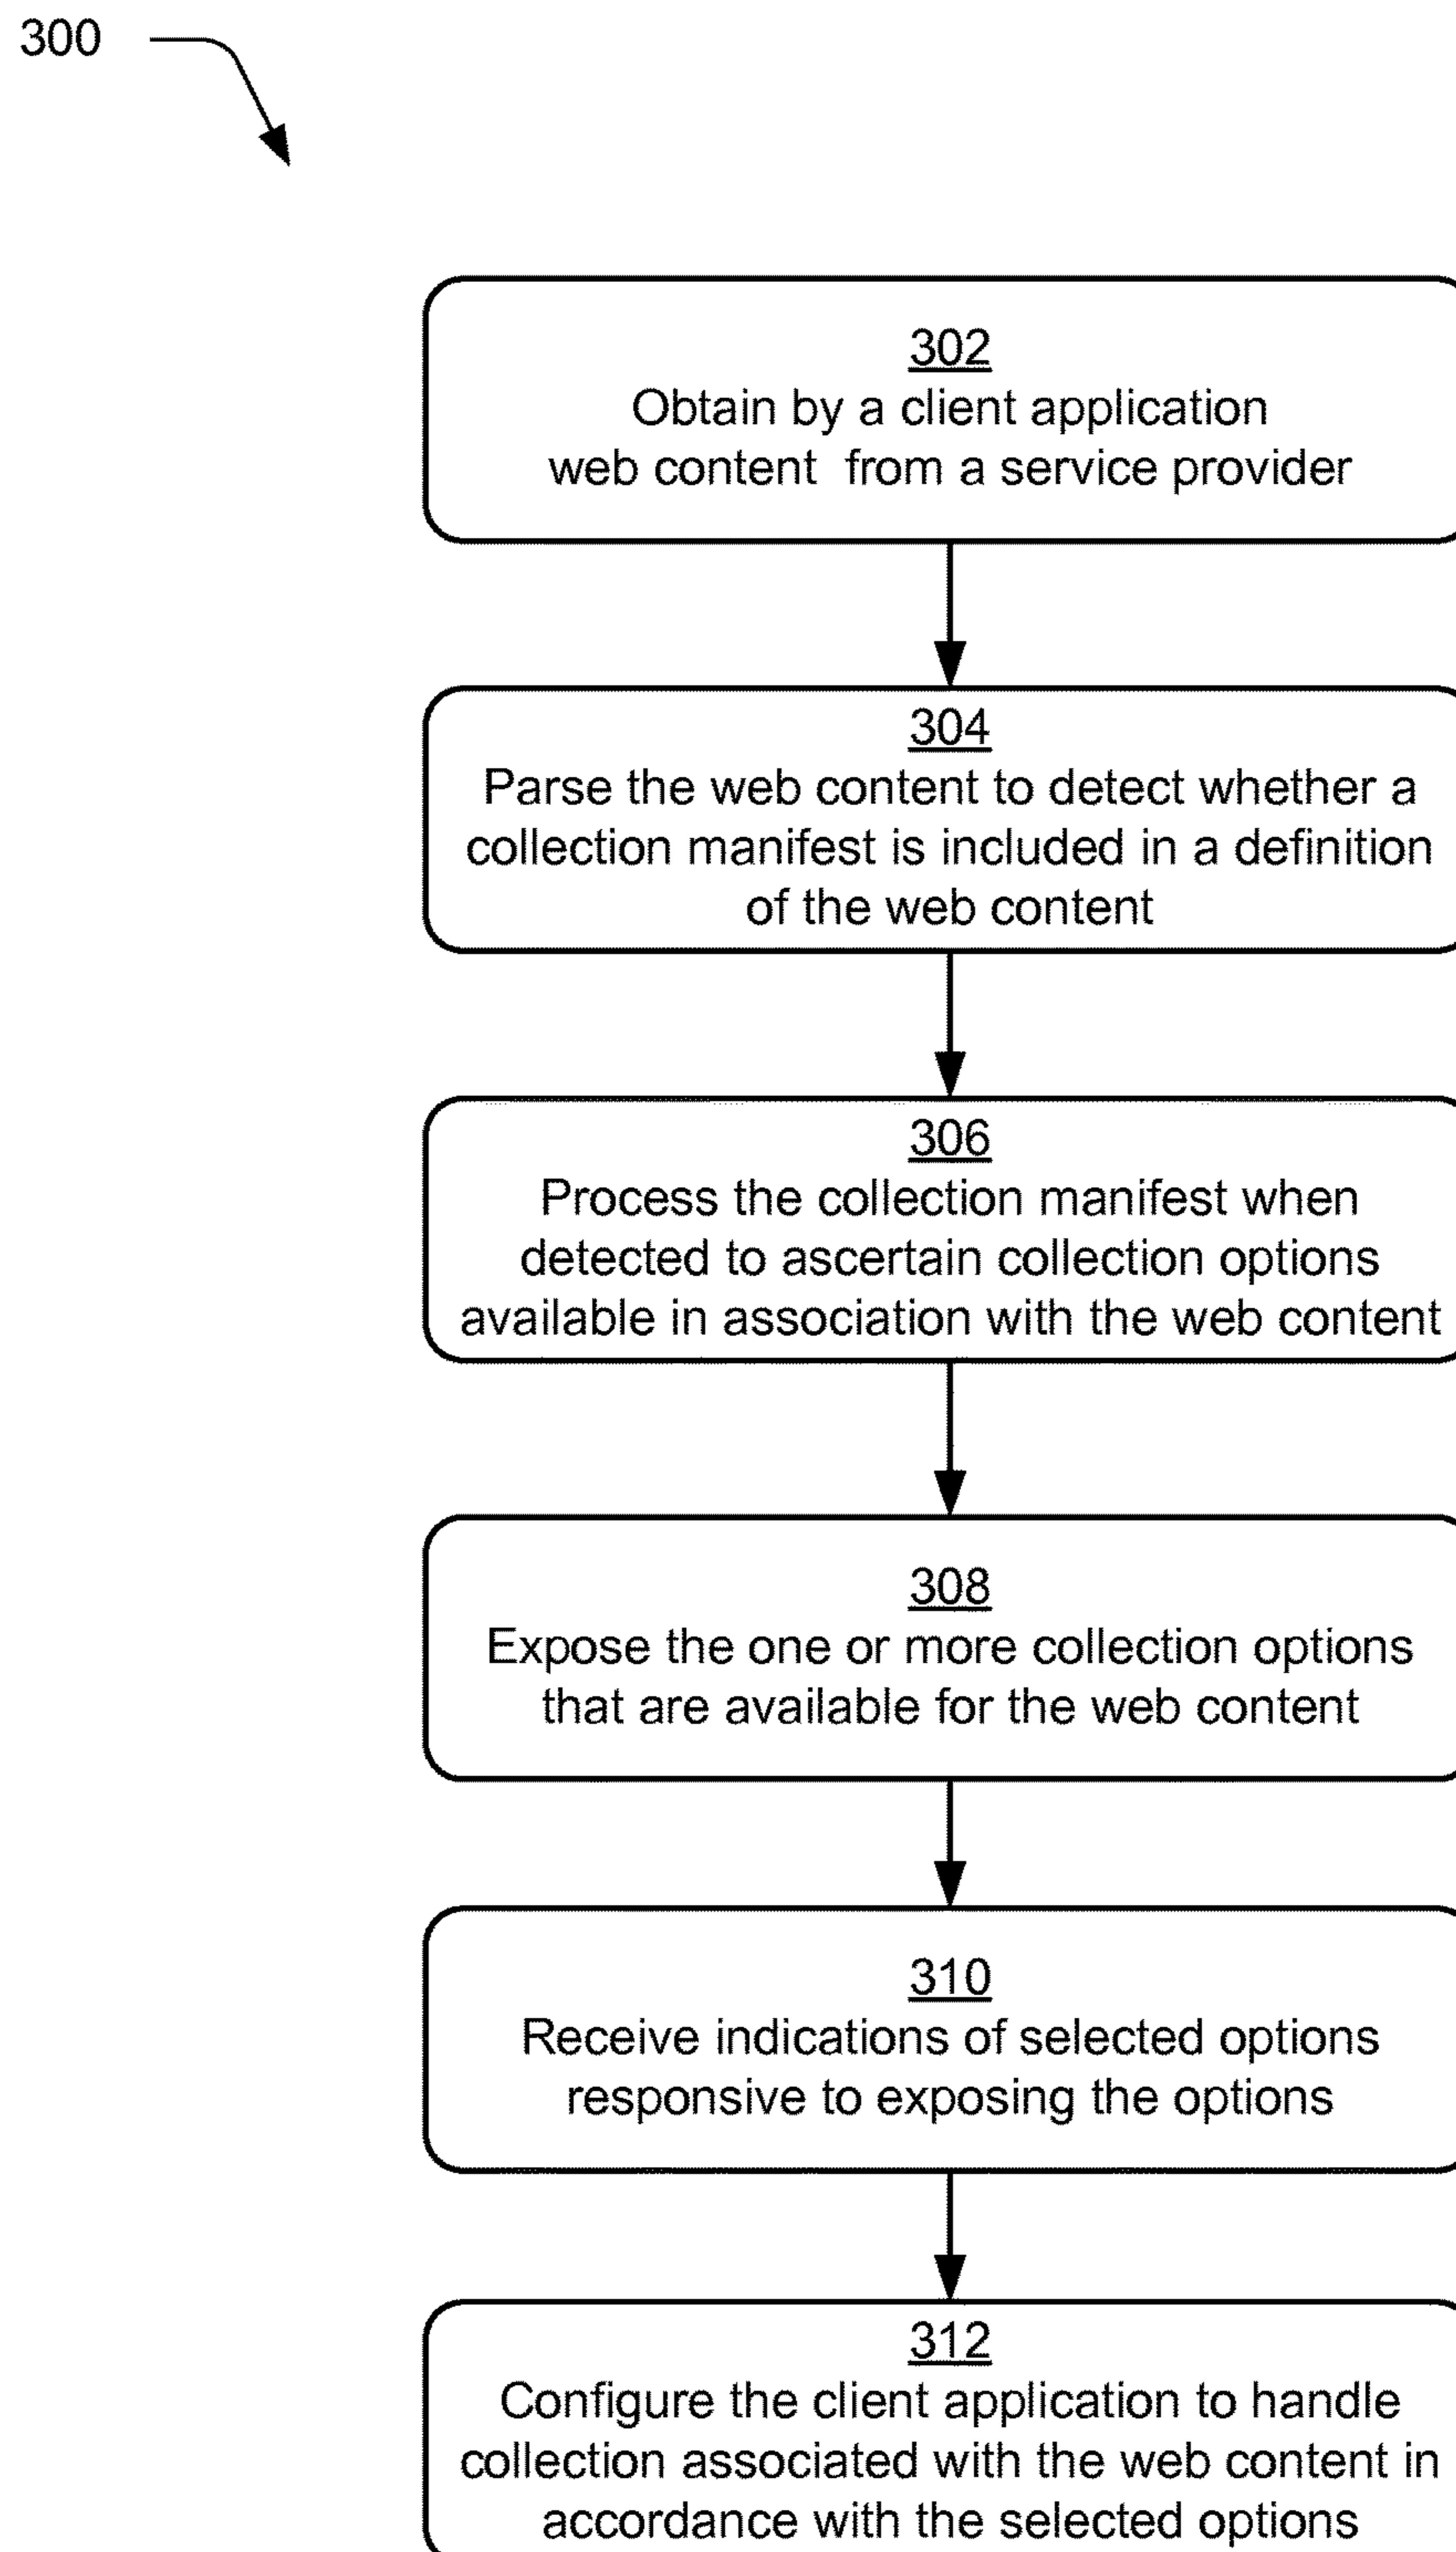 300
302
Obtain by a client application
web content from a service provider
304
Parse the web content to detect whether a
collection manifest is included in a definition
of the web content
306
Process the collection manifest when
detected to ascertain collection options
available in association with the web content
308
Expose the one or more collection options
that are available for the web content
310
Receive indications of selected options
responsive to exposing the options
312
Configure the client application to handle
collection associated with the web content in
accordance with the selected options